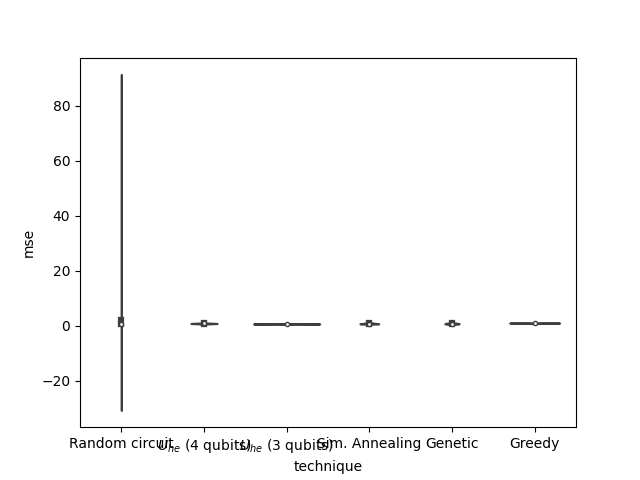 80
60
40
20
0
−20
mse
Random circuit
U_he (4 qubits)
U_he (3 qubits)
Sim. Annealing
Genetic
Greedy
technique